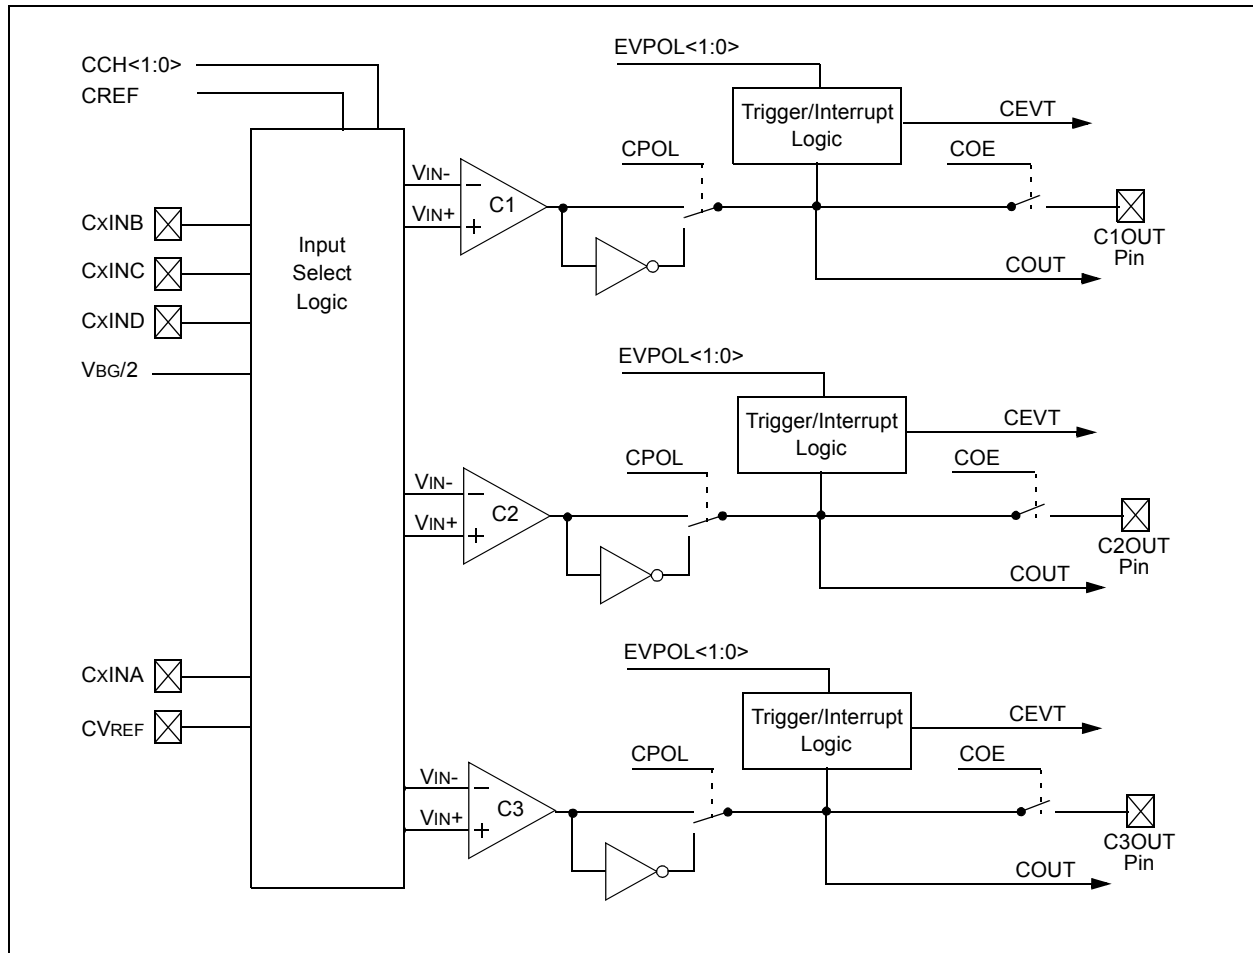 CCH<1:0>
CREF
CXINB
CXINC
CXIND
VBG/2
CXINA
CVREF
Input
Select
Logic
EVPOL<1:0>
Trigger/Interrupt
Logic
CEVT
CPOL
COE
VIN-
VIN+
C1
C1OUT
Pin
COUT
EVPOL<1:0>
Trigger/Interrupt
Logic
CEVT
CPOL
COE
VIN-
VIN+
C2
C2OUT
Pin
COUT
EVPOL<1:0>
Trigger/Interrupt
Logic
CEVT
CPOL
COE
VIN-
VIN+
C3
C3OUT
Pin
COUT